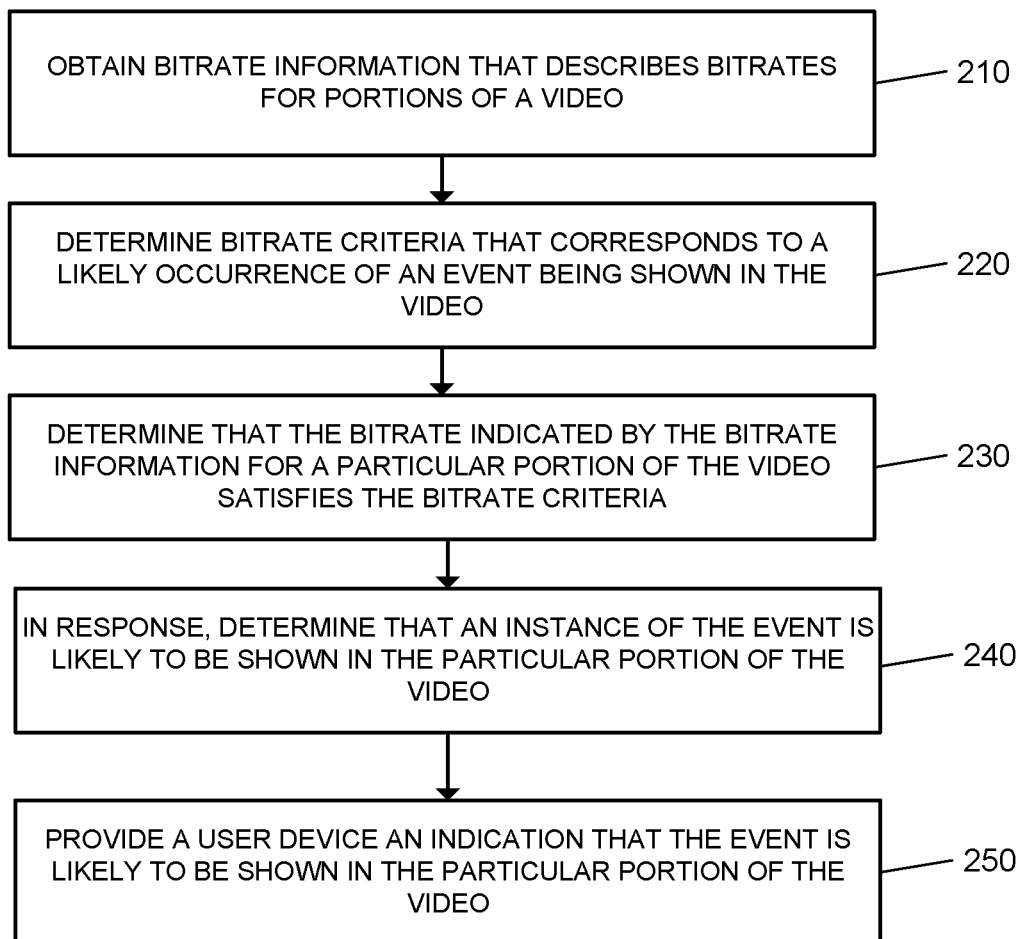 OBTAIN BITRATE INFORMATION THAT DESCRIBES BITRATES
FOR PORTIONS OF A VIDEO
210
DETERMINE BITRATE CRITERIA THAT CORRESPONDS TO A
LIKELY OCCURRENCE OF AN EVENT BEING SHOWN IN THE
VIDEO
220
DETERMINE THAT THE BITRATE INDICATED BY THE BITRATE
INFORMATION FOR A PARTICULAR PORTION OF THE VIDEO
SATISFIES THE BITRATE CRITERIA
230
IN RESPONSE, DETERMINE THAT AN INSTANCE OF THE EVENT IS
LIKELY TO BE SHOWN IN THE PARTICULAR PORTION OF THE
VIDEO
240
PROVIDE A USER DEVICE AN INDICATION THAT THE EVENT IS
LIKELY TO BE SHOWN IN THE PARTICULAR PORTION OF THE
VIDEO
250